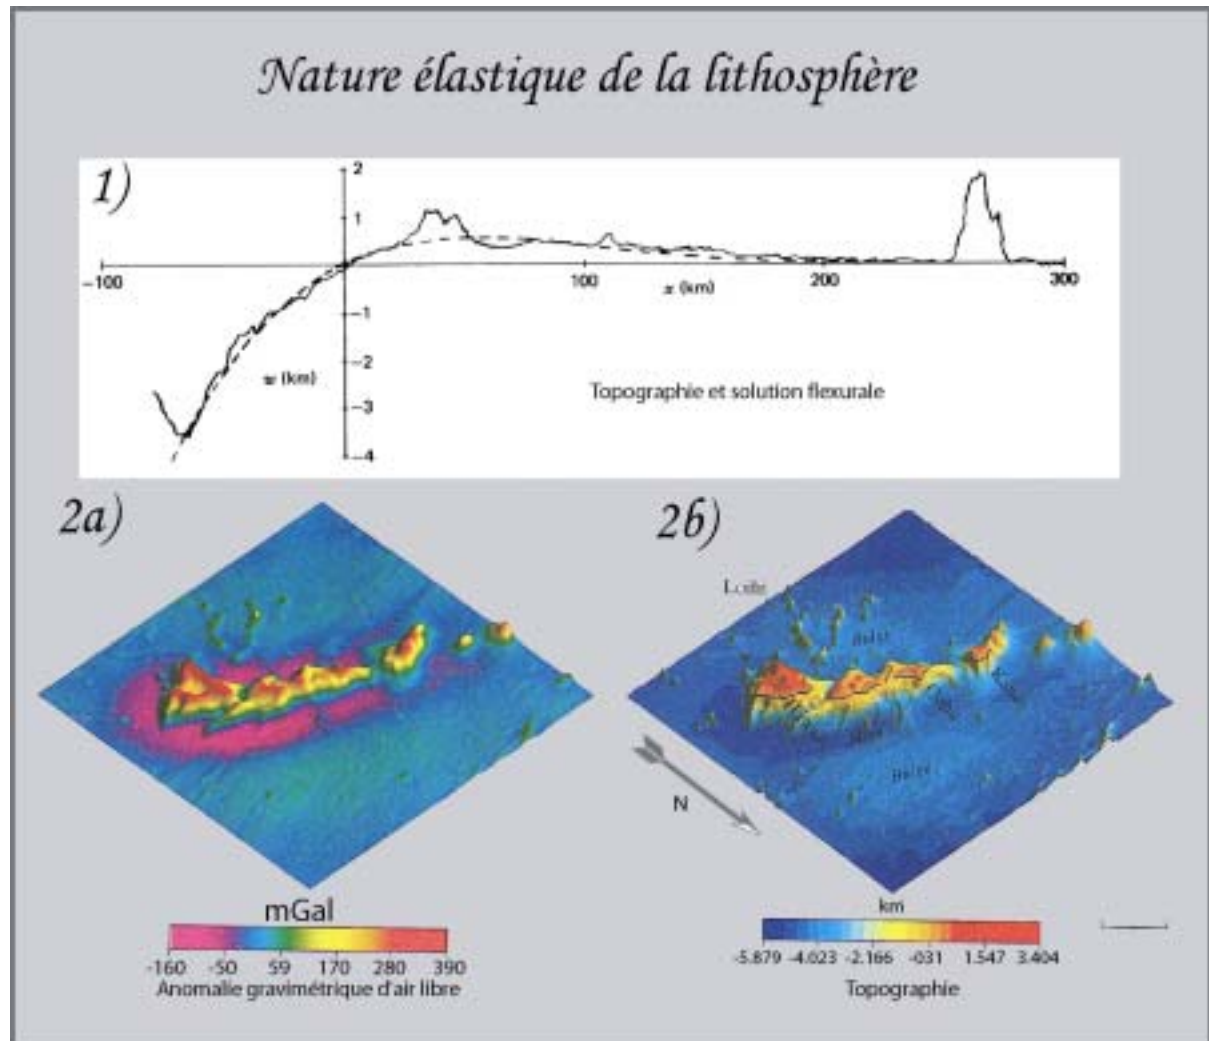 Nature élastique de la lithosphère
1)
2
1
-100
100
200
300
x (km)
-1
-2
w (km)
-3
-4
Topographie et solution flexurale
2a)
2b)
Loihi
N
mGal
-160 -50 59 170 280 390
Anomalie gravimétrique d'air libre
km
-5.879 -4.023 -2.166 -031 1.547 3.404
Topographie